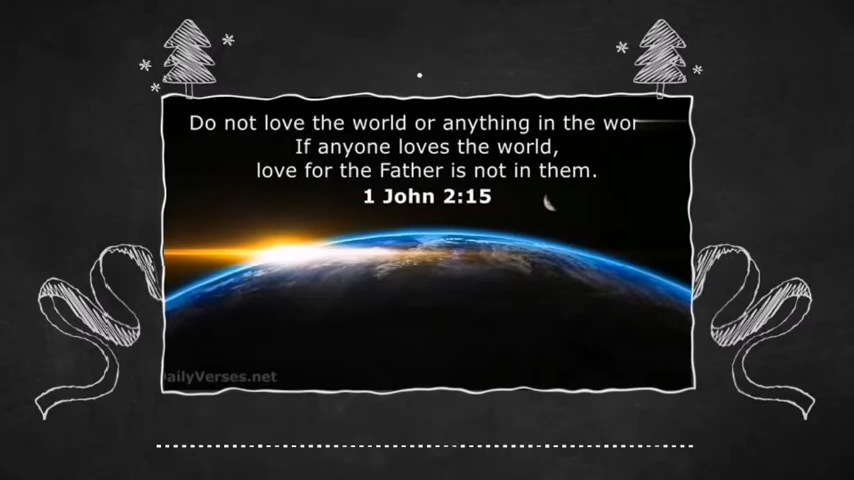 Do not love the world or anything in the wor
If anyone loves the world,
love for the Father is not in them.
1 John 2:15
ailyVerses.net